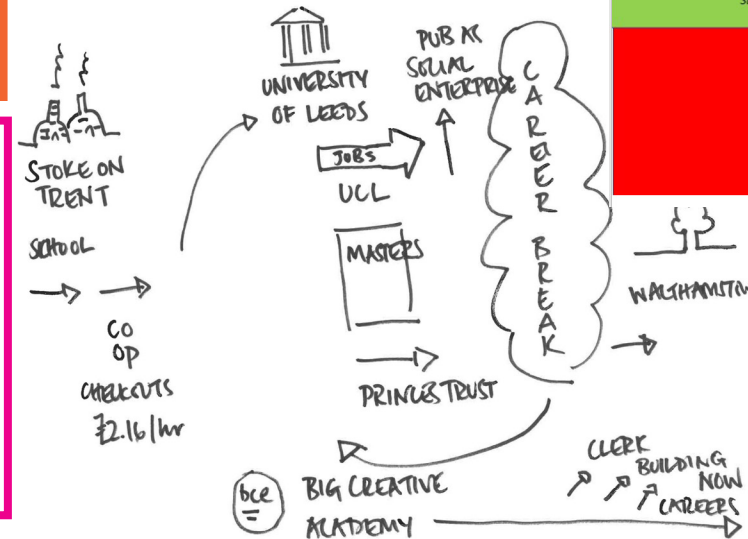 STOKE ON
TRENT
SCHOOL
CO
OP
CHECKOUTS
£2.16/hr
UNIVERSITY
OF LEEDS
JOBS
UCL
MASTERS
PRINCES TRUST
PUB AS
SOCIAL
ENTERPRISE
CAREER BREAK
WALTHAMSTOW
bce
BIG CREATIVE
ACADEMY
CLERK
BUILDING
NOW
CAREERS